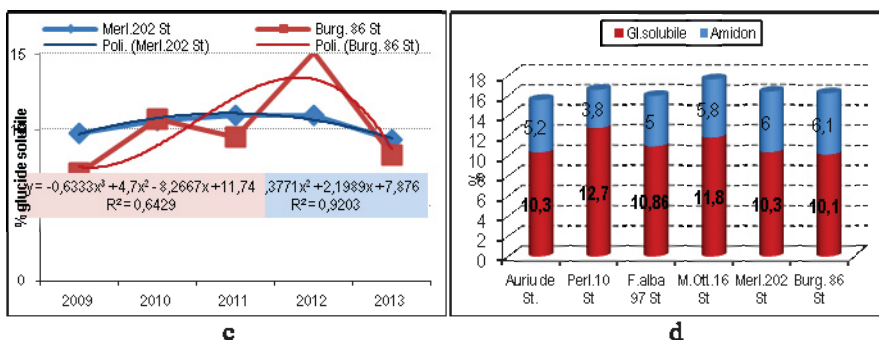 Merl.202 St
Burg. 86 St
Poli. (Merl.202 St)
Poli. (Burg. 86 St)
15
0
% glucide solubile
y = -0,6333x³ +4,7x² - 8,2667x + 11,74
R² = 0,6429
,3771x² + 2,1989x + 7,876
R² = 0,9203
2009 2010 2011 2012 2013
c
Gl.solubile Amidon
18
16
14
12
10
8
6
4
2
0
%
5,2 3,8 5 5,8 6 6,1
10,3 12,7 10,86 11,8 10,3 10,1
Auriu de St.
Perl.10 St
F.alba 97 St
M.Ott.16 St
Merl.202 St
Burg. 86 St
d